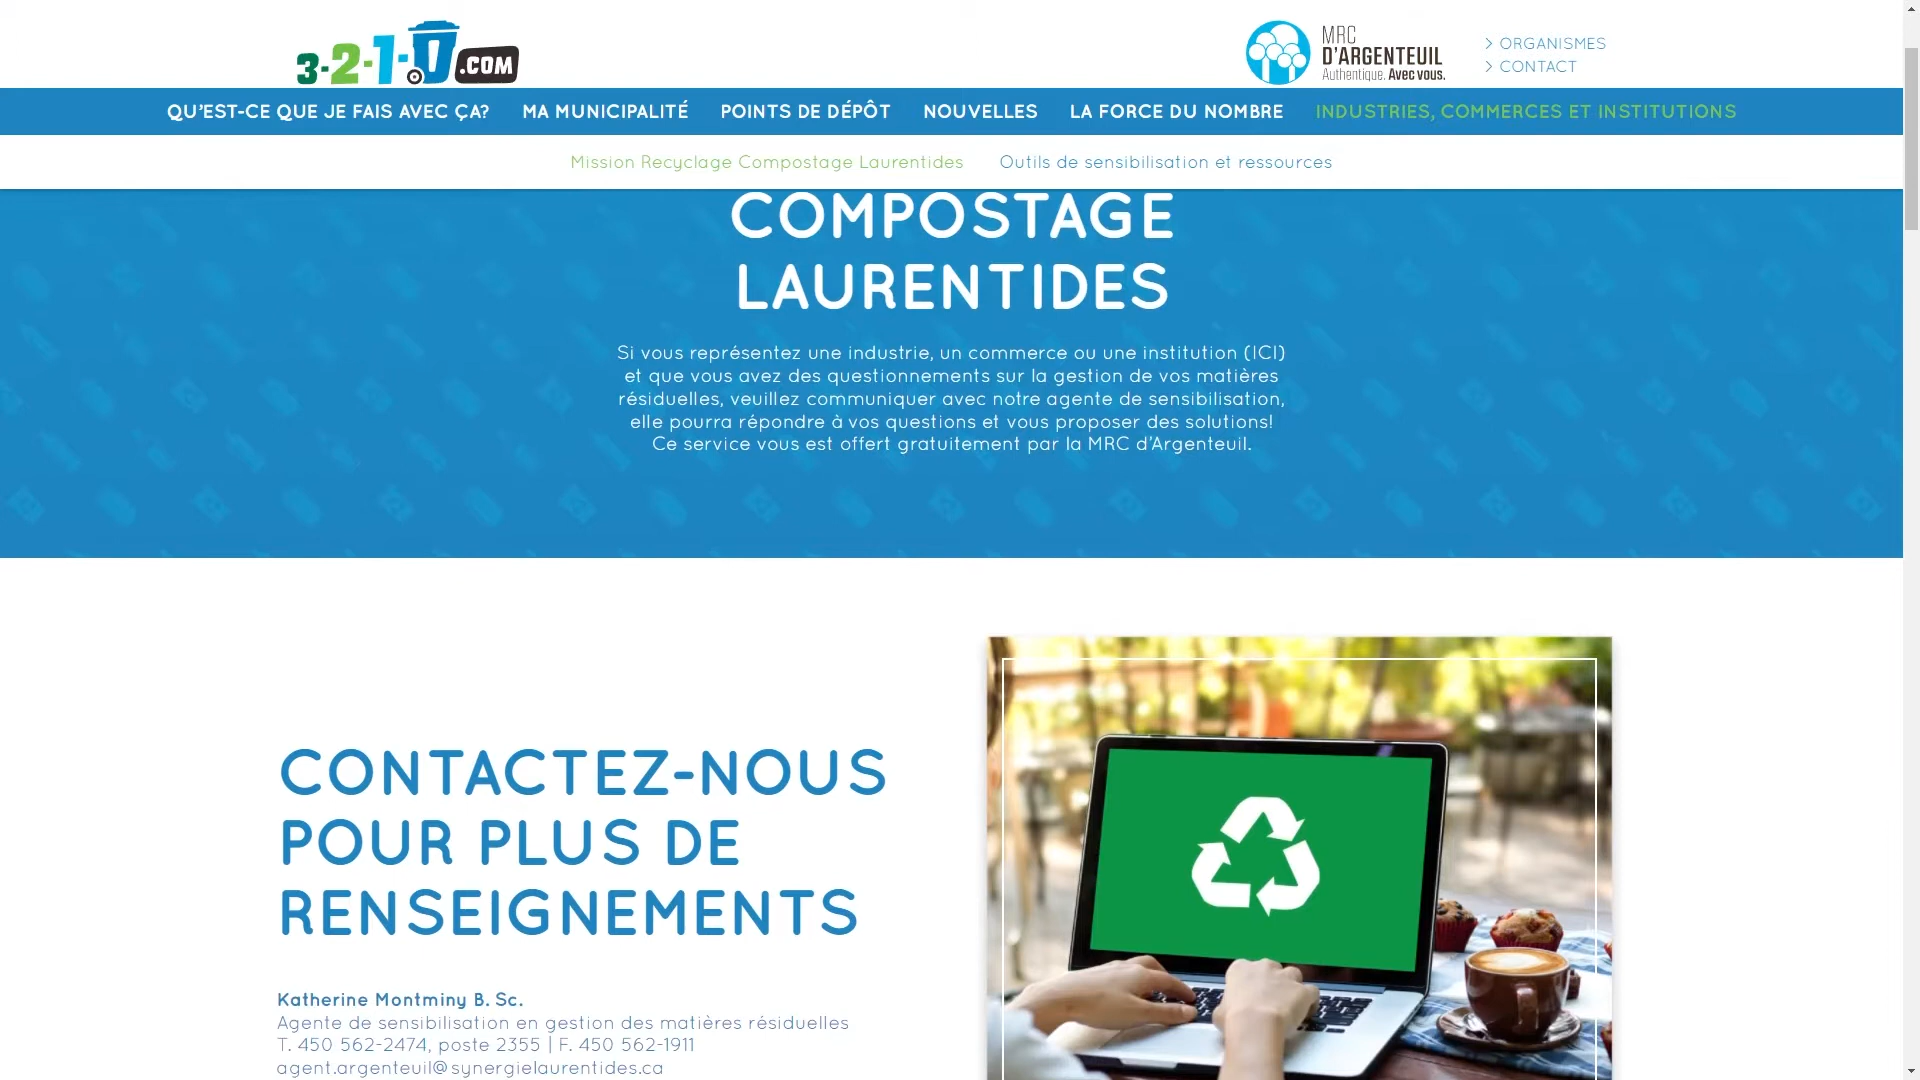 3-2-1-0.COM
MRC
D'ARGENTEUIL
Authentique. Avec vous.
> ORGANISMES
> CONTACT
QU'EST-CE QUE JE FAIS AVEC ÇA? MA MUNICIPALITÉ POINTS DE DÉPÔT NOUVELLES LA FORCE DU NOMBRE INDUSTRIES, COMMERCES ET INSTITUTIONS
Mission Recyclage Compostage Laurentides Outils de sensibilisation et ressources
COMPOSTAGE
LAURENTIDES
Si vous représentez une industrie, un commerce ou une institution (ICI)
et que vous avez des questionnements sur la gestion de vos matières
résiduelles, veuillez communiquer avec notre agente de sensibilisation,
elle pourra répondre à vos questions et vous proposer des solutions!
Ce service vous est offert gratuitement par la MRC d'Argenteuil.
CONTACTEZ-NOUS
POUR PLUS DE
RENSEIGNEMENTS
Katherine Montminy B. Sc.
Agente de sensibilisation en gestion des matières résiduelles
T. 450 562-2474, poste 2355 | F. 450 562-1911
agent.argenteuil@synergielaurentides.ca